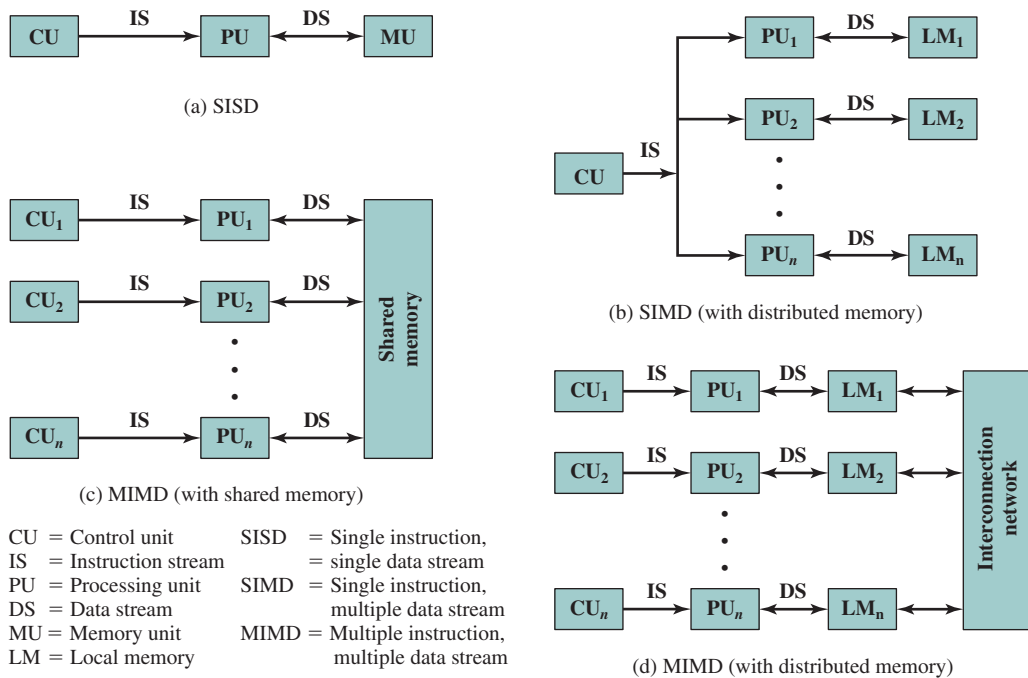 IS DS
CU PU MU
(a) SISD
IS DS
CU₁ PU₁
IS DS
CU₂ PU₂
IS DS
CUₙ PUₙ
Shared
memory
(c) MIMD (with shared memory)
CU = Control unit
IS = Instruction stream
PU = Processing unit
DS = Data stream
MU = Memory unit
LM = Local memory
SISD = Single instruction,
= single data stream
SIMD = Single instruction,
multiple data stream
MIMD = Multiple instruction,
multiple data stream
DS
PU₁ LM₁
DS
PU₂ LM₂
IS
CU
DS
PUₙ LMₙ
(b) SIMD (with distributed memory)
IS DS
CU₁ PU₁ LM₁
IS DS
CU₂ PU₂ LM₂
IS DS
CUₙ PUₙ LMₙ
Interconnection
network
(d) MIMD (with distributed memory)